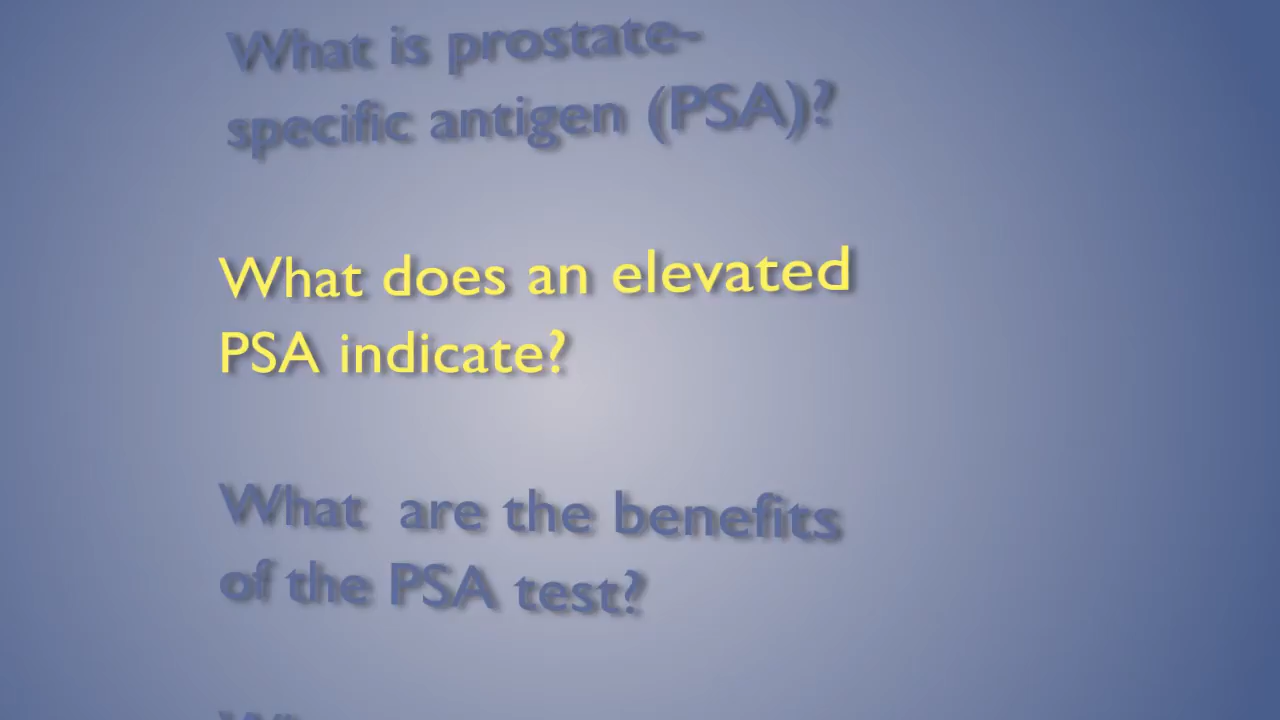 What is prostate-
specific antigen (PSA)?
What does an elevated
PSA indicate?
What are the benefits
of the PSA test?